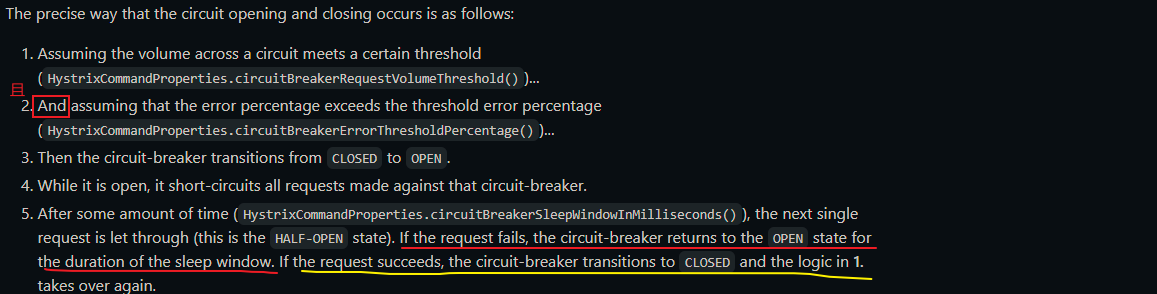 The precise way that the circuit opening and closing occurs is as follows:
1. Assuming the volume across a circuit meets a certain threshold
(HystrixCommandProperties.circuitBreakerRequestVolumeThreshold())...
且
2. And assuming that the error percentage exceeds the threshold error percentage
(HystrixCommandProperties.circuitBreakerErrorThresholdPercentage())...
3. Then the circuit-breaker transitions from CLOSED to OPEN.
4. While it is open, it short-circuits all requests made against that circuit-breaker.
5. After some amount of time (HystrixCommandProperties.circuitBreakerSleepWindowInMilliseconds()), the next single
request is let through (this is the HALF-OPEN state). If the request fails, the circuit-breaker returns to the OPEN state for
the duration of the sleep window. If the request succeeds, the circuit-breaker transitions to CLOSED and the logic in 1.
takes over again.